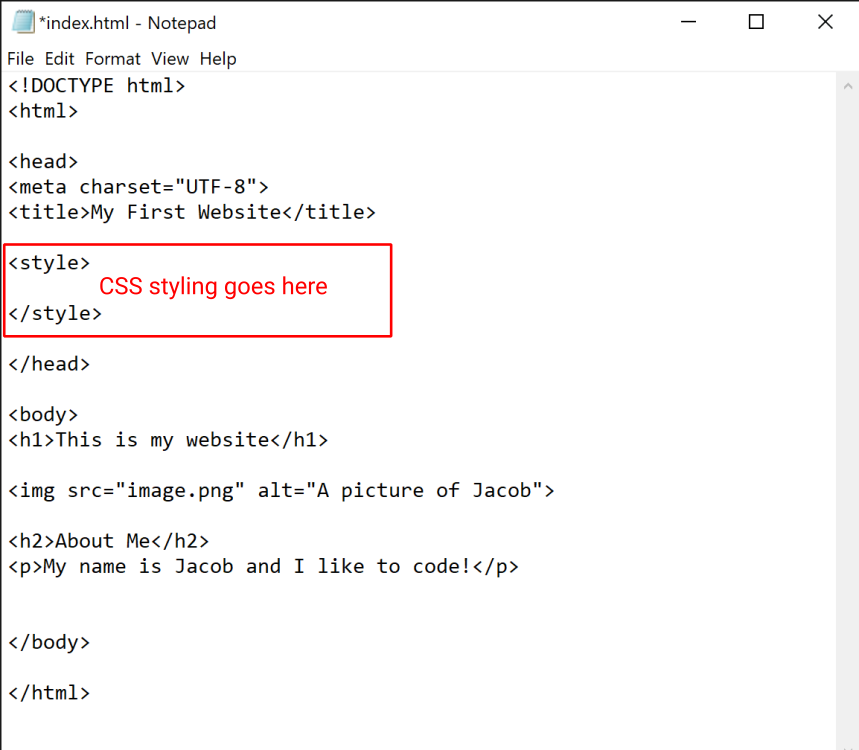 *index.html - Notepad
File Edit Format View Help
<!DOCTYPE html>
<html>
<head>
<meta charset="UTF-8">
<title>My First Website</title>
<style>
CSS styling goes here
</style>
</head>
<body>
<h1>This is my website</h1>
<img src="image.png" alt="A picture of Jacob">
<h2>About Me</h2>
<p>My name is Jacob and I like to code!</p>
</body>
</html>